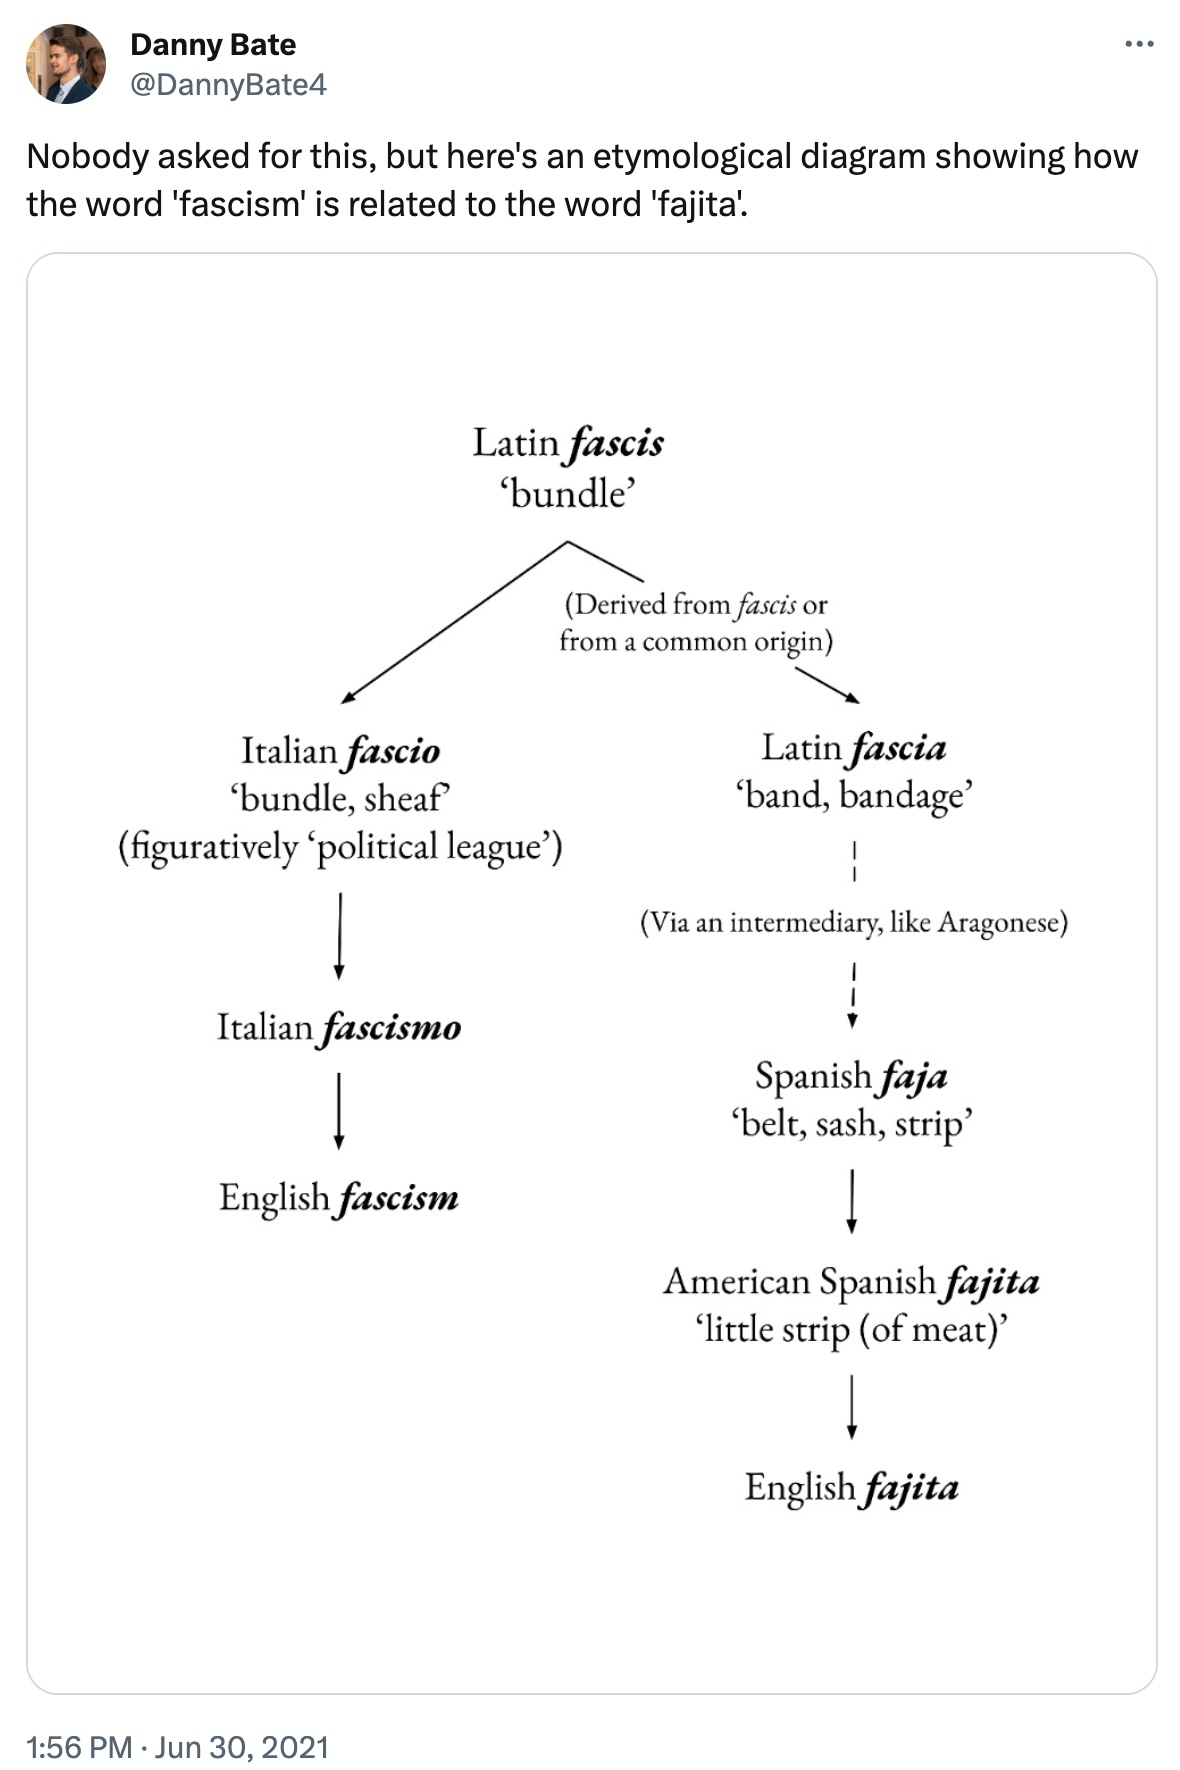 Danny Bate
@DannyBate4
Nobody asked for this, but here's an etymological diagram showing how
the word 'fascism' is related to the word 'fajita'.
Latin fascis
‘bundle’
(Derived from fascis or
from a common origin)
Italian fascio
‘bundle, sheaf’
(figuratively ‘political league’)
Latin fascia
‘band, bandage’
(Via an intermediary, like Aragonese)
Italian fascismo
Spanish faja
‘belt, sash, strip’
English fascism
American Spanish fajita
‘little strip (of meat)’
English fajita
1:56 PM · Jun 30, 2021